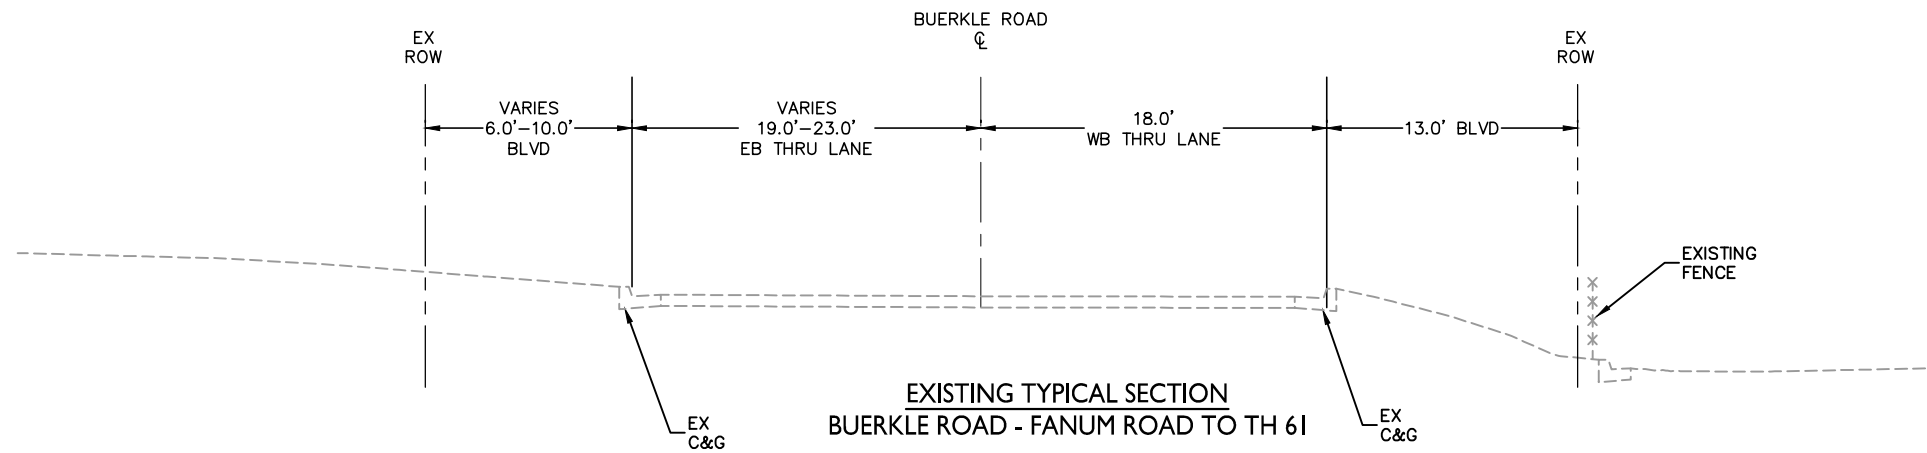 BUERKLE ROAD
℄
EX
ROW
EX
ROW
VARIES
6.0'-10.0'
BLVD
VARIES
19.0'-23.0'
EB THRU LANE
18.0'
WB THRU LANE
13.0' BLVD
EXISTING
FENCE
EX
C&G
EX
C&G
EXISTING TYPICAL SECTION
BUERKLE ROAD - FANUM ROAD TO TH 61